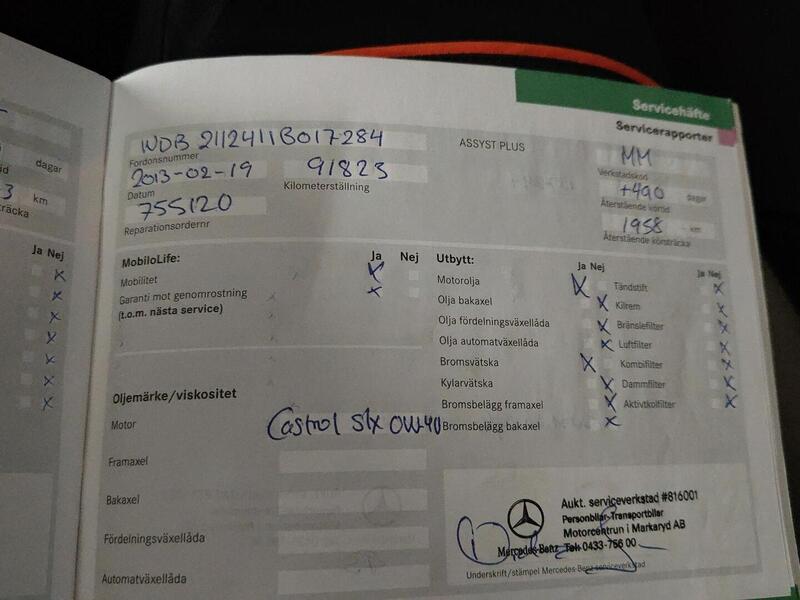 Servicehäfte
Servicerapporter
WDB 2112411B017284
Fordonsnummer
2013-02-19
91823
Datum
Kilometerställning
755120
Reparationsordernr
ASSYST PLUS
MM
Verkstadskod
+490 dagar
Återstående körtid
1958 km
Återstående körsträcka
dagar
3 km
Ja Nej
MobiloLife: Ja Nej
Mobilitet X
Garanti mot genomrostning X
(t.o.m. nästa service)
Utbytt: Ja Nej
Motorolja X
Olja bakaxel X
Olja fördelningsväxellåda X
Olja automatväxellåda X
Bromsvätska X
Kylarvätska X
Bromsbelägg framaxel X
Bromsbelägg bakaxel X
Ja Nej
Tändstift X
Kilrem X
Bränslefilter X
Luftfilter X
Kombifilter X
Dammfilter X
Aktivtkolfilter X
Oljemärke/viskositet
Motor Castrol Slx 0W-40
Framaxel
Bakaxel
Fördelningsväxellåda
Automatväxellåda
Aukt. serviceverkstad #816001
Personbilar-Transportbilar
Motorcentrun i Markaryd AB
Mercedes-Benz Tel: 0433-756 00
Underskrift/stämpel Mercedes-Benz serviceverkstad